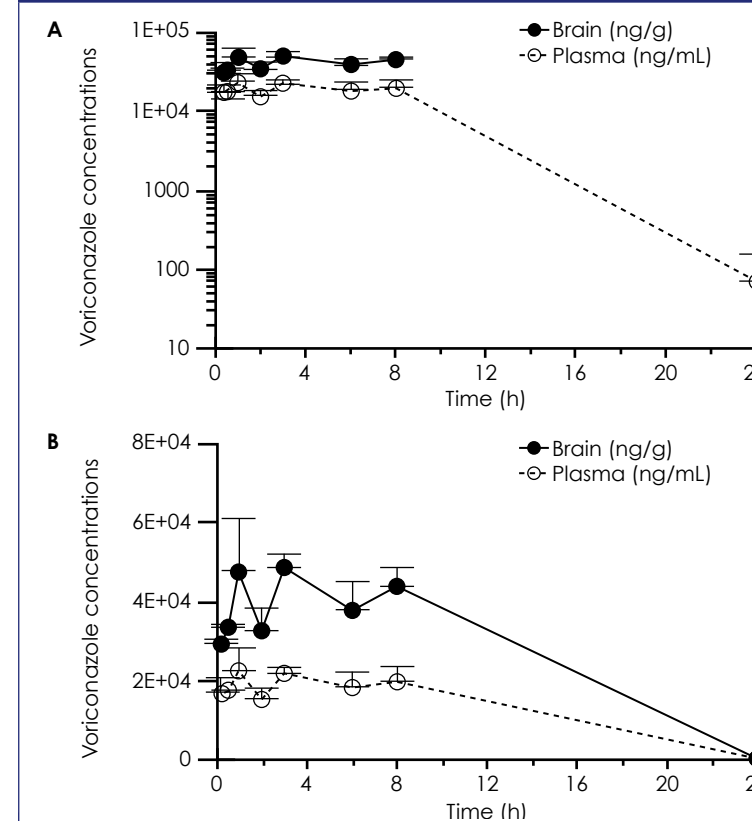 A
1E+05
1E+04
1000
100
10
Voriconazole concentrations
Brain (ng/g)
Plasma (ng/mL)
0 4 8 12 16 20 2
Time (h)
B
8E+04
6E+04
4E+04
2E+04
0
Voriconazole concentrations
Brain (ng/g)
Plasma (ng/mL)
0 4 8 12 16 20 2
Time (h)